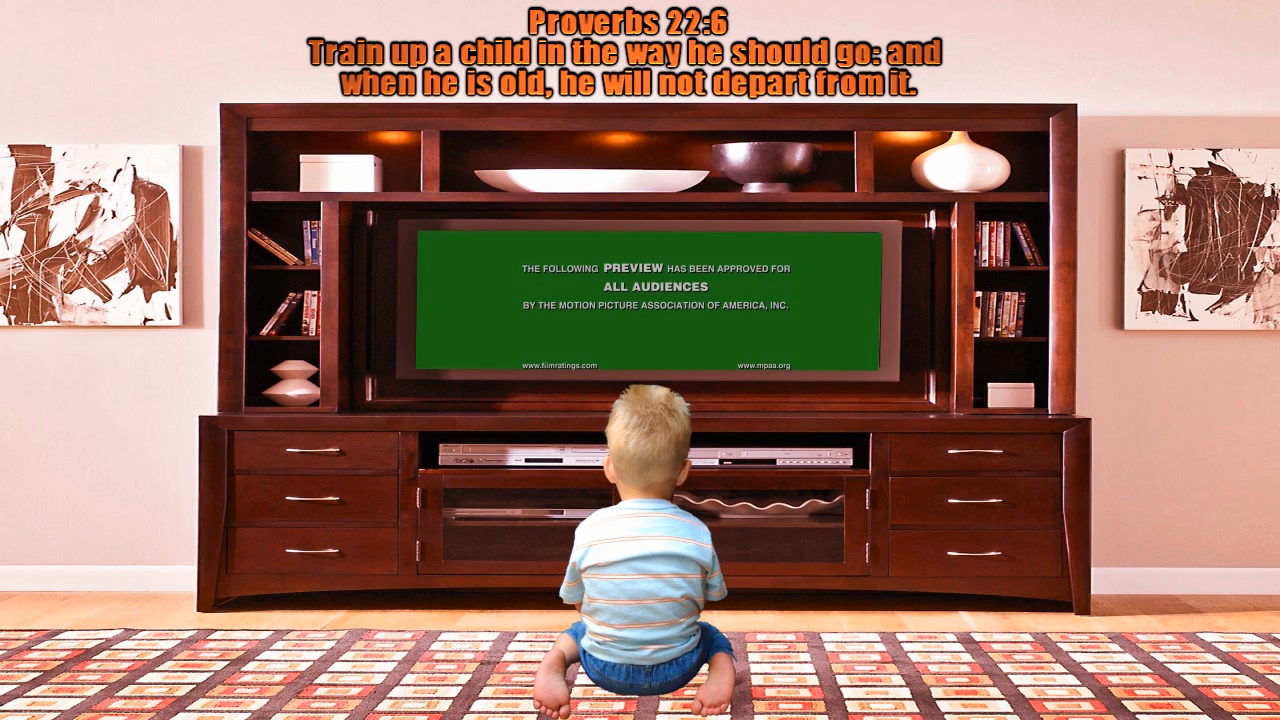 Proverbs 22:6
Train up a child in the way he should go: and
when he is old, he will not depart from it.
THE FOLLOWING PREVIEW HAS BEEN APPROVED FOR
ALL AUDIENCES
BY THE MOTION PICTURE ASSOCIATION OF AMERICA, INC.
www.filmratings.com www.mpaa.org